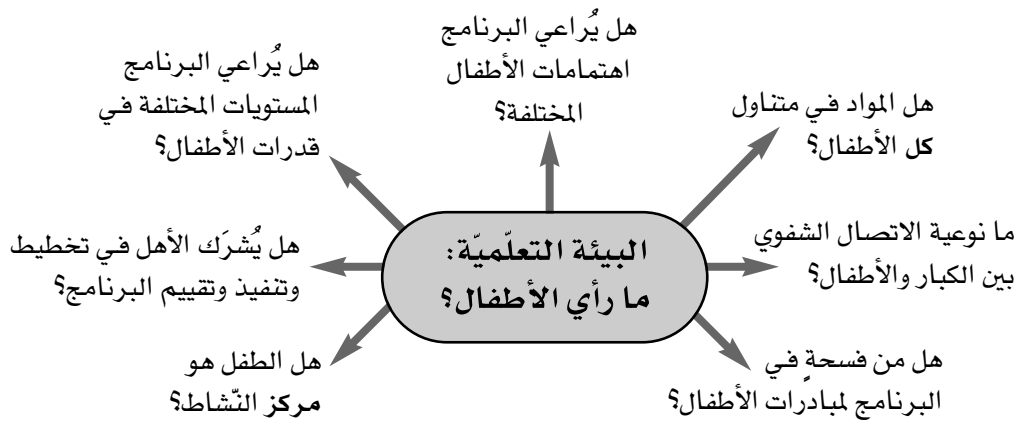 هل يُراعي البرنامج
اهتمامات الأطفال
المختلفة؟
هل المواد في متناول
كل الأطفال؟
ما نوعية الاتصال الشفوي
بين الكبار والأطفال؟
هل من فسحةٍ في
البرنامج لمبادرات الأطفال؟
هل الطفل هو
مركز النّشاط؟
هل يُشرَك الأهل في تخطيط
وتنفيذ وتقييم البرنامج؟
هل يُراعي البرنامج
المستويات المختلفة في
قدرات الأطفال؟
البيئة التعلّميّة:
ما رأي الأطفال؟